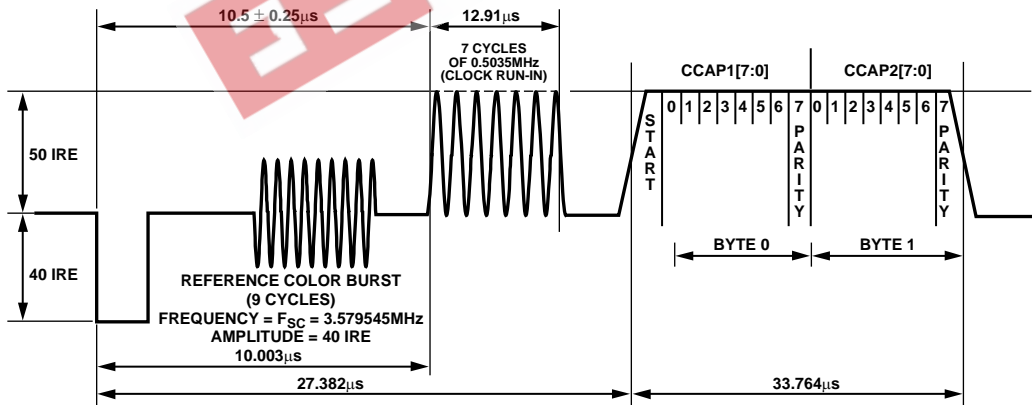 10.5 ± 0.25μs
12.91μs
7 CYCLES
OF 0.5035MHz
(CLOCK RUN-IN)
CCAP1[7:0]
CCAP2[7:0]
0 1 2 3 4 5 6 7 0 1 2 3 4 5 6 7
START
PARITY
PARITY
50 IRE
40 IRE
BYTE 0
BYTE 1
REFERENCE COLOR BURST
(9 CYCLES)
FREQUENCY = FSC = 3.579545MHz
AMPLITUDE = 40 IRE
10.003μs
27.382μs
33.764μs